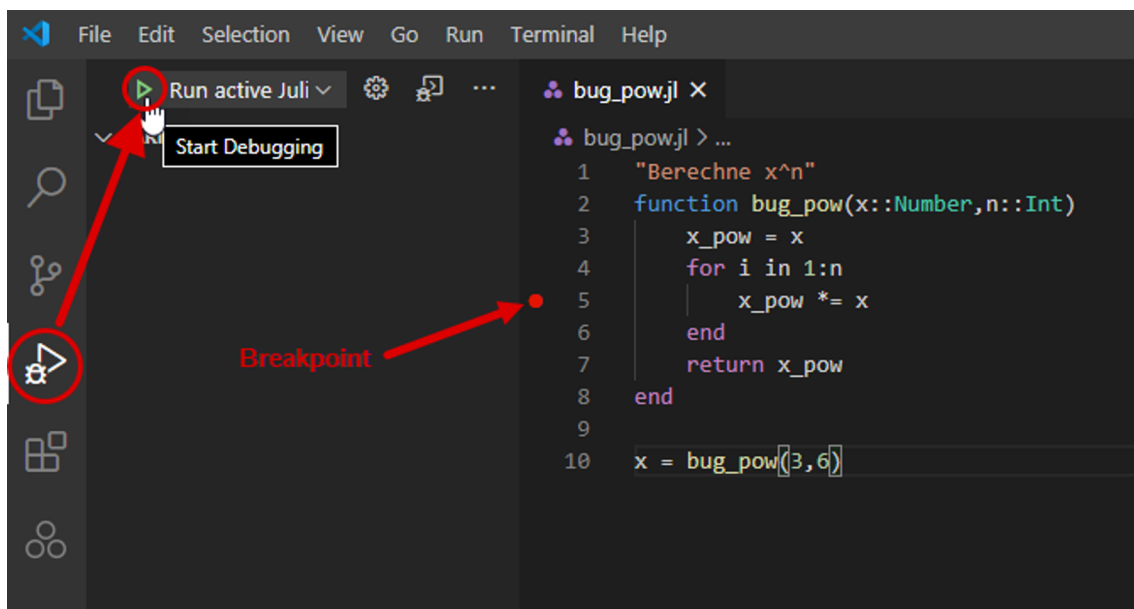 File Edit Selection View Go Run Terminal Help
Run active Juli
bug_pow.jl
Start Debugging
bug_pow.jl > ...
1 "Berechne x^n"
2 function bug_pow(x::Number,n::Int)
3 x_pow = x
4 for i in 1:n
5 x_pow *= x
6 end
7 return x_pow
8 end
9
10 x = bug_pow(3,6)
Breakpoint